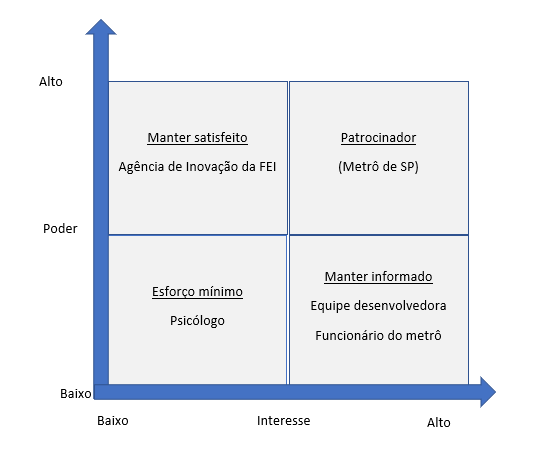 Alto
Manter satisfeito
Agência de Inovação da FEI
Patrocinador
(Metrô de SP)
Poder
Esforço mínimo
Psicólogo
Manter informado
Equipe desenvolvedora
Funcionário do metrô
Baixo
Baixo
Interesse
Alto